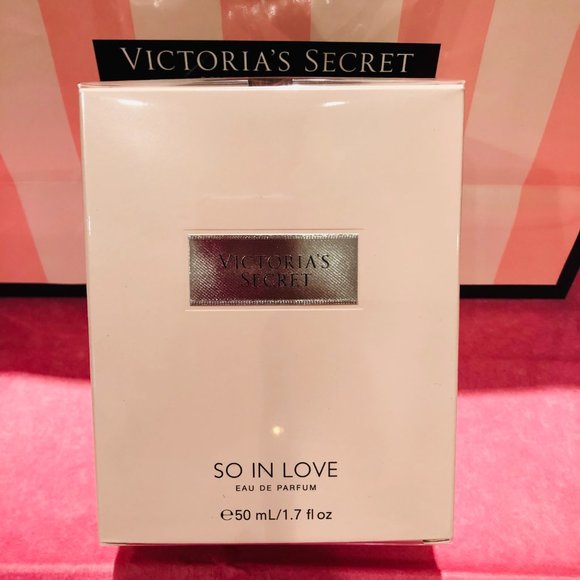 VICTORIA'S SECRET
VICTORIA'S
SECRET
SO IN LOVE
EAU DE PARFUM
℮50 mL/1.7 fl oz